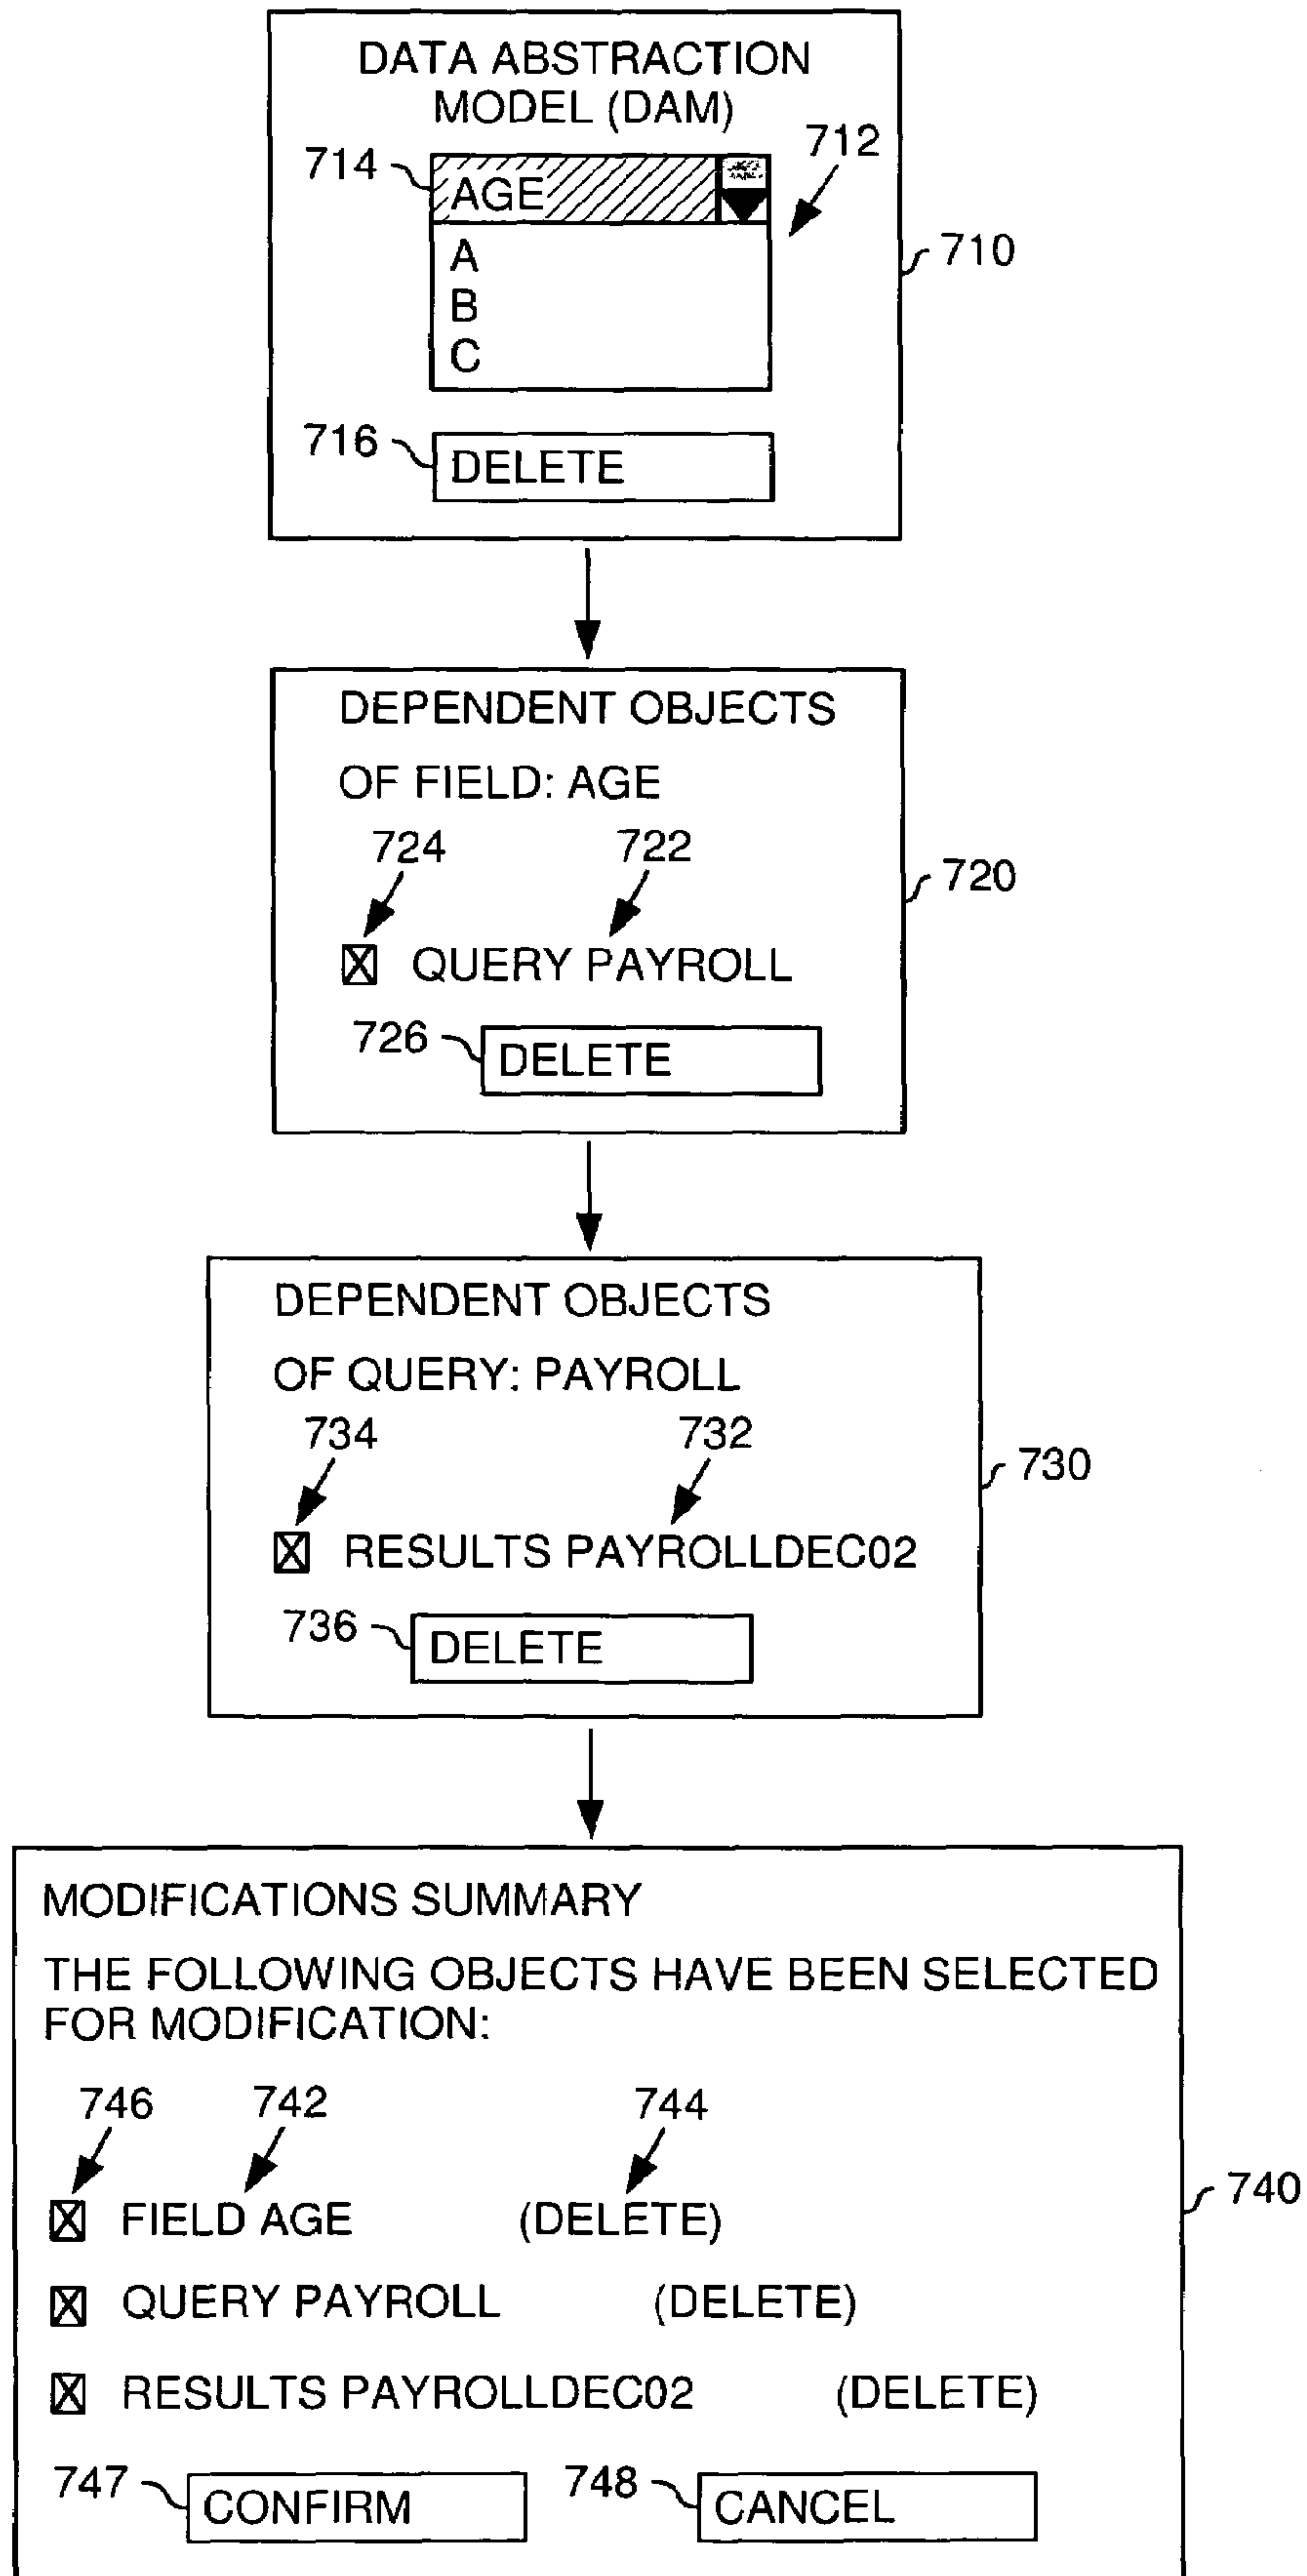 DATA ABSTRACTION
MODEL (DAM)
712
714
AGE
710
A
B
C
716
DELETE
DEPENDENT OBJECTS
OF FIELD: AGE
724 722
720
QUERY PAYROLL
726
DELETE
DEPENDENT OBJECTS
OF QUERY: PAYROLL
734 732
730
RESULTS PAYROLLDEC02
736
DELETE
MODIFICATIONS SUMMARY
THE FOLLOWING OBJECTS HAVE BEEN SELECTED
FOR MODIFICATION:
746 742 744
740
FIELD AGE (DELETE)
QUERY PAYROLL (DELETE)
RESULTS PAYROLLDEC02 (DELETE)
747 CONFIRM 748 CANCEL